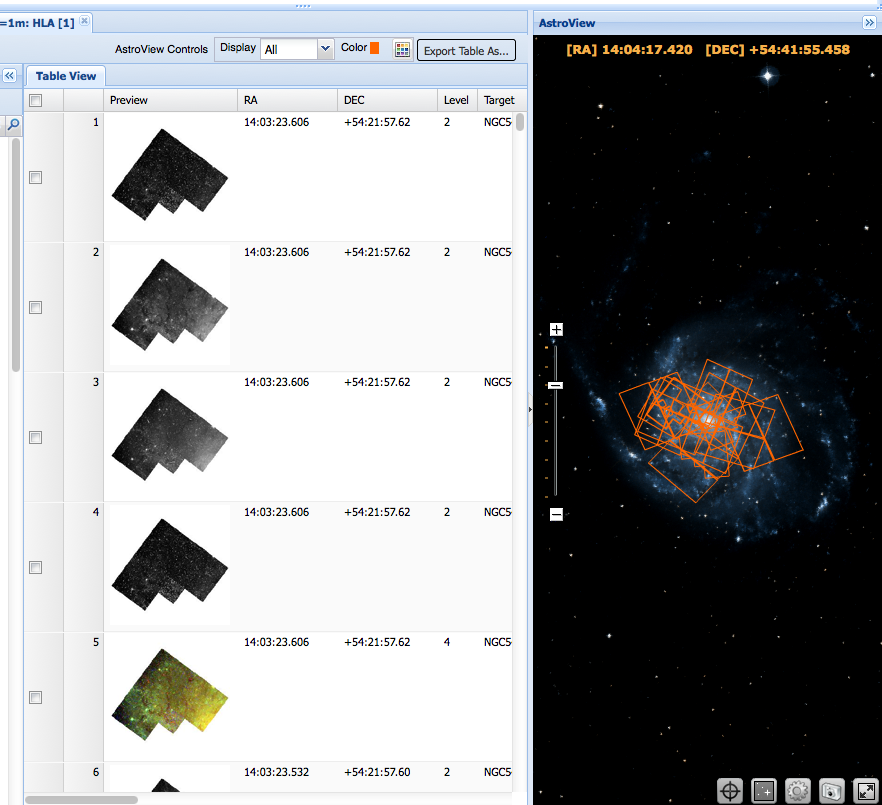 =1m: HLA [1]
AstroView
AstroView Controls Display All Color Export Table As...
[RA] 14:04:17.420 [DEC] +54:41:55.458
Table View
Preview RA DEC Level Target
1 14:03:23.606 +54:21:57.62 2 NGC5
2 14:03:23.606 +54:21:57.62 2 NGC5
3 14:03:23.606 +54:21:57.62 2 NGC5
4 14:03:23.606 +54:21:57.62 2 NGC5
5 14:03:23.606 +54:21:57.62 4 NGC5
6 14:03:23.532 +54:21:57.60 2 NGC5